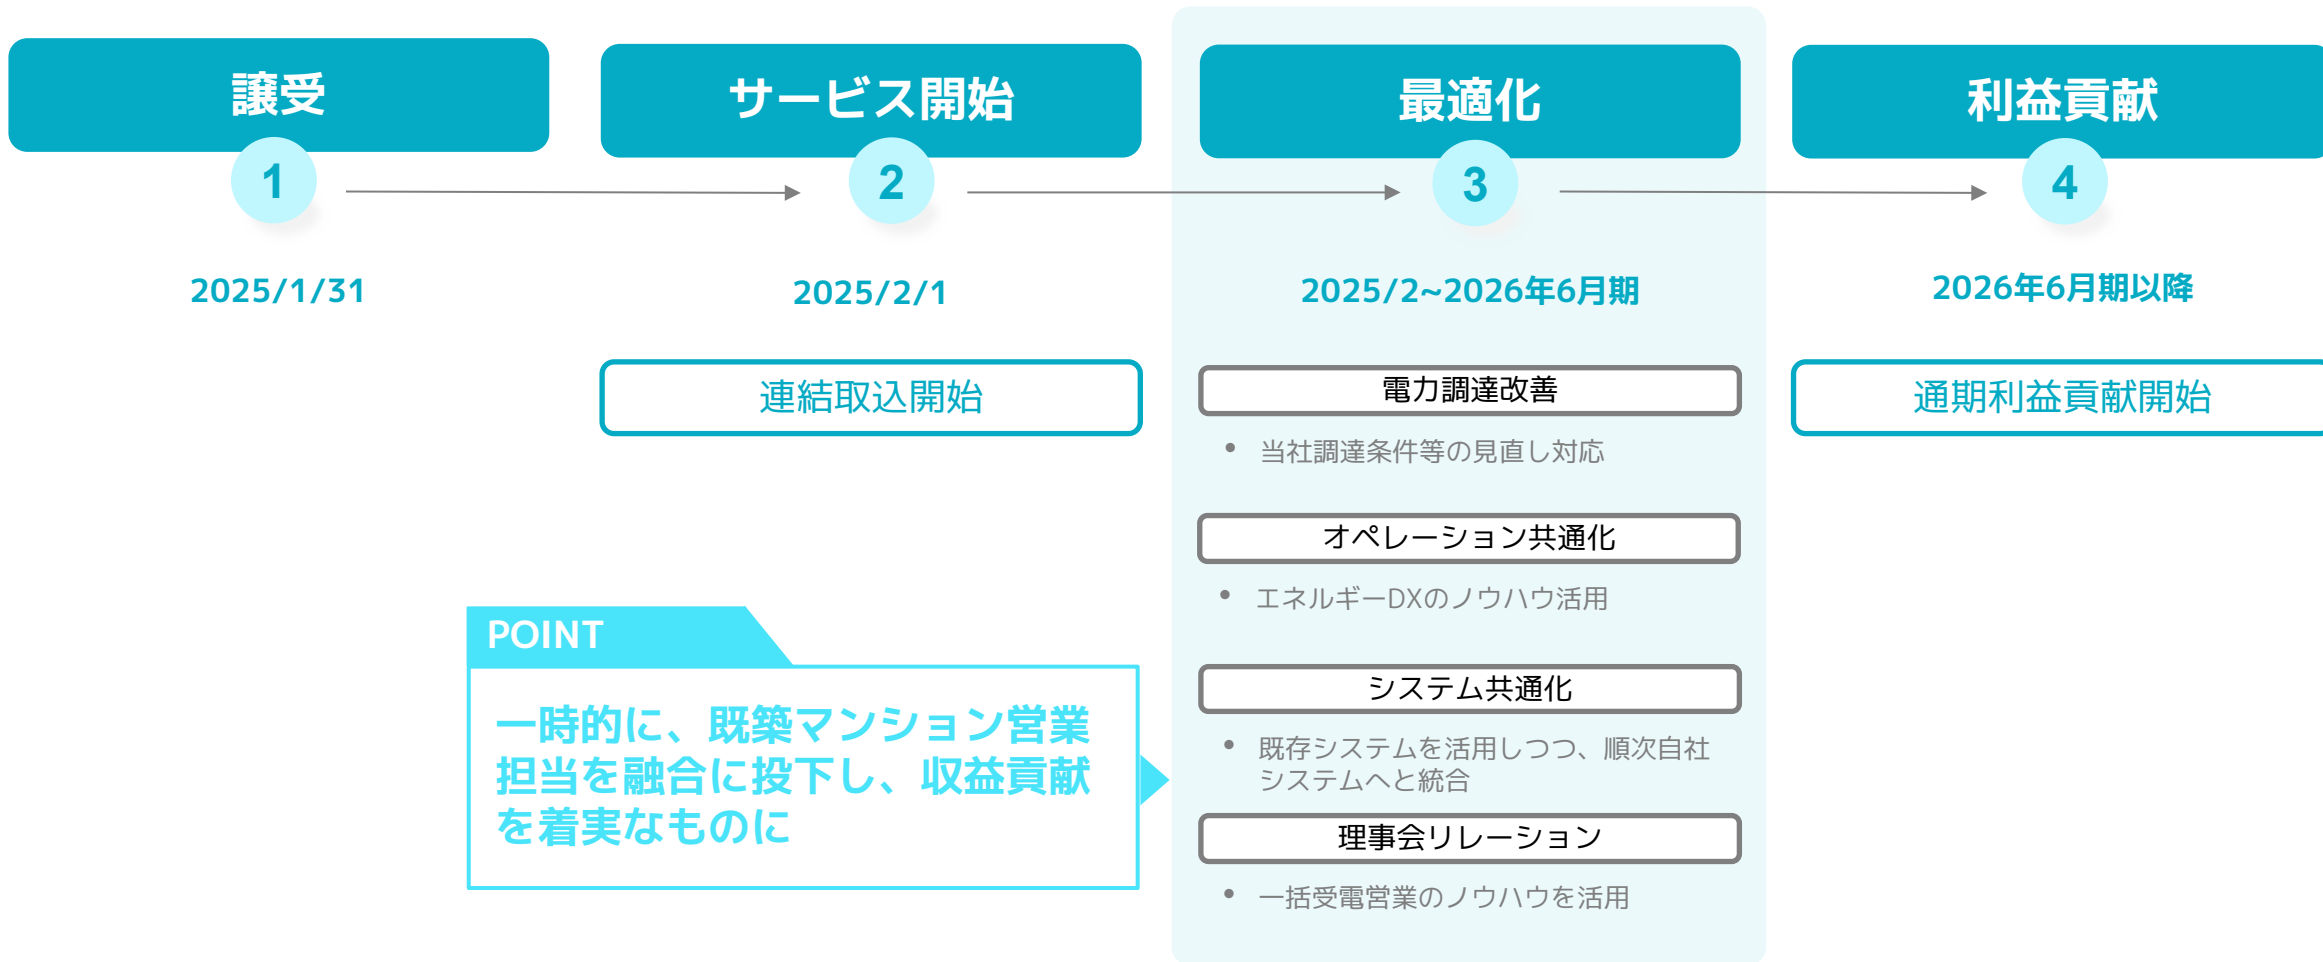 譲受
1
2025/1/31
サービス開始
2
2025/2/1
連結取込開始
最適化
3
2025/2~2026年6月期
電力調達改善
• 当社調達条件等の見直し対応
オペレーション共通化
• エネルギーDXのノウハウ活用
システム共通化
• 既存システムを活用しつつ、順次自社
システムへと統合
理事会リレーション
• 一括受電営業のノウハウを活用
利益貢献
4
2026年6月期以降
通期利益貢献開始
POINT
一時的に、既築マンション営業
担当を融合に投下し、収益貢献
を着実なものに